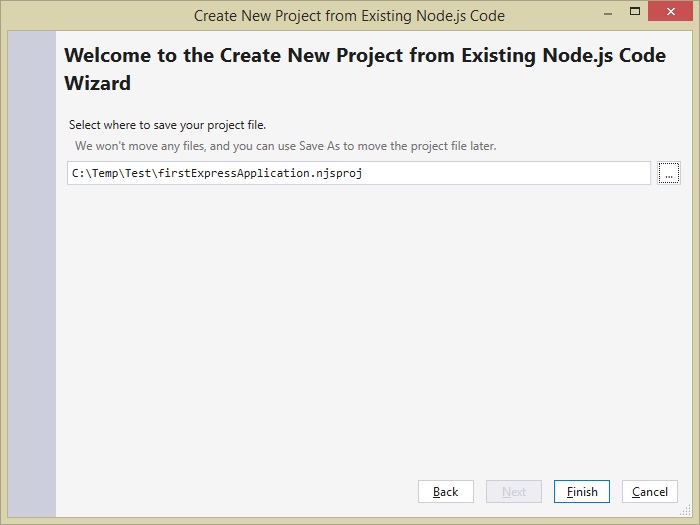 Create New Project from Existing Node.js Code
Welcome to the Create New Project from Existing Node.js Code
Wizard
Select where to save your project file.
We won't move any files, and you can use Save As to move the project file later.
C:\Temp\Test\firstExpressApplication.njsproj
...
Back
Next
Finish
Cancel